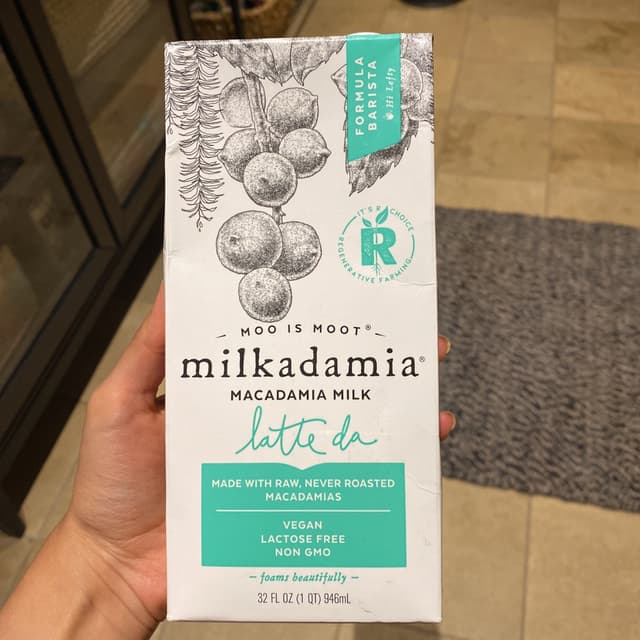 FORMULA
BARISTA
Hi Lefty
IT'S R CHOICE
R
REGENERATIVE FARMING
MOO IS MOOT®
milkadamia®
MACADAMIA MILK
latte da
MADE WITH RAW, NEVER ROASTED
MACADAMIAS
VEGAN
LACTOSE FREE
NON GMO
– foams beautifully –
32 FL OZ (1 QT) 946mL